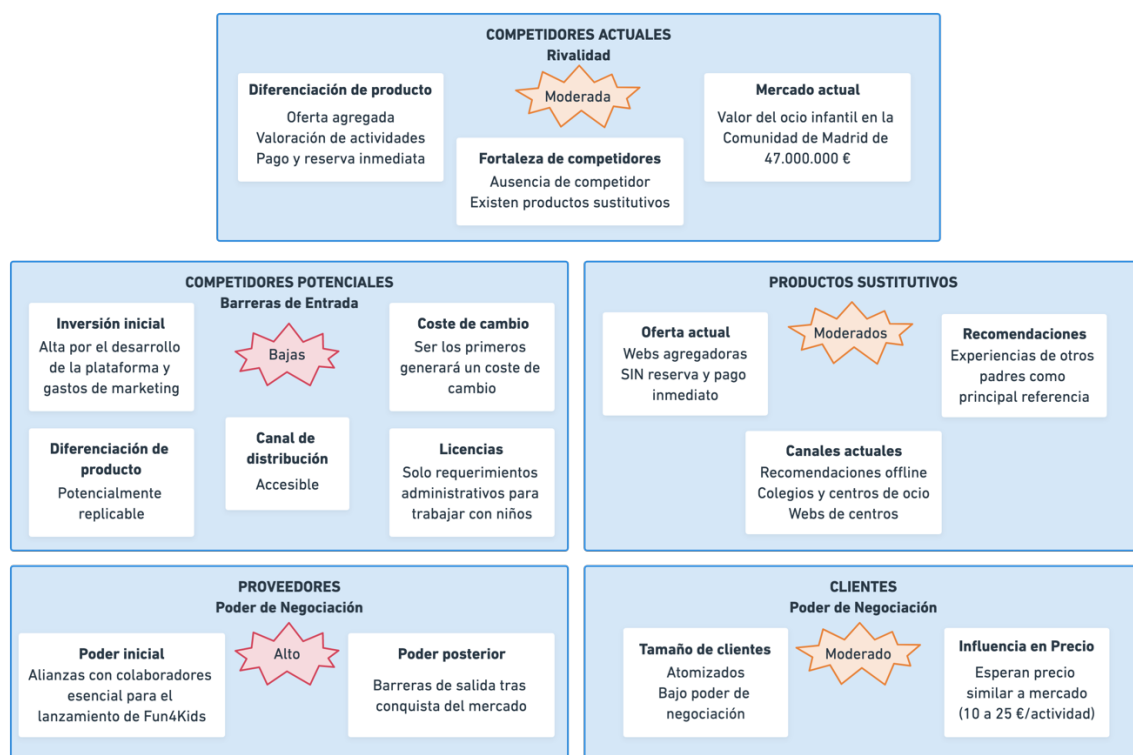 COMPETIDORES ACTUALES
Rivalidad
Moderada
Diferenciación de producto
Oferta agregada
Valoración de actividades
Pago y reserva inmediata
Fortaleza de competidores
Ausencia de competidor
Existen productos sustitutivos
Mercado actual
Valor del ocio infantil en la
Comunidad de Madrid de
47.000.000 €
COMPETIDORES POTENCIALES
Barreras de Entrada
Bajas
Inversión inicial
Alta por el desarrollo
de la plataforma y
gastos de marketing
Coste de cambio
Ser los primeros
generará un coste de
cambio
Diferenciación de
producto
Potencialmente
replicable
Canal de
distribución
Accesible
Licencias
Solo requerimientos
administrativos para
trabajar con niños
PRODUCTOS SUSTITUTIVOS
Moderados
Oferta actual
Webs agregadoras
SIN reserva y pago
inmediato
Recomendaciones
Experiencias de otros
padres como
principal referencia
Canales actuales
Recomendaciones offline
Colegios y centros de ocio
Webs de centros
PROVEEDORES
Poder de Negociación
Alto
Poder inicial
Alianzas con colaboradores
esencial para el
lanzamiento de Fun4Kids
Poder posterior
Barreras de salida tras
conquista del mercado
CLIENTES
Poder de Negociación
Moderado
Tamaño de clientes
Atomizados
Bajo poder de
negociación
Influencia en Precio
Esperan precio
similar a mercado
(10 a 25 €/actividad)